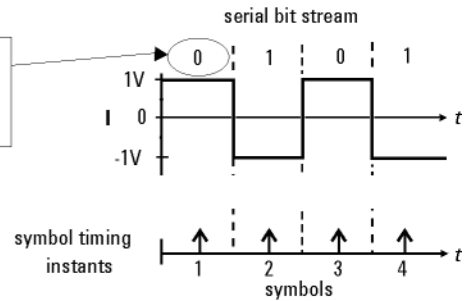 serial bit stream
0 1 0 1
1V
I 0 t
-1V
symbol timing
instants
t
1 2 3 4
symbols